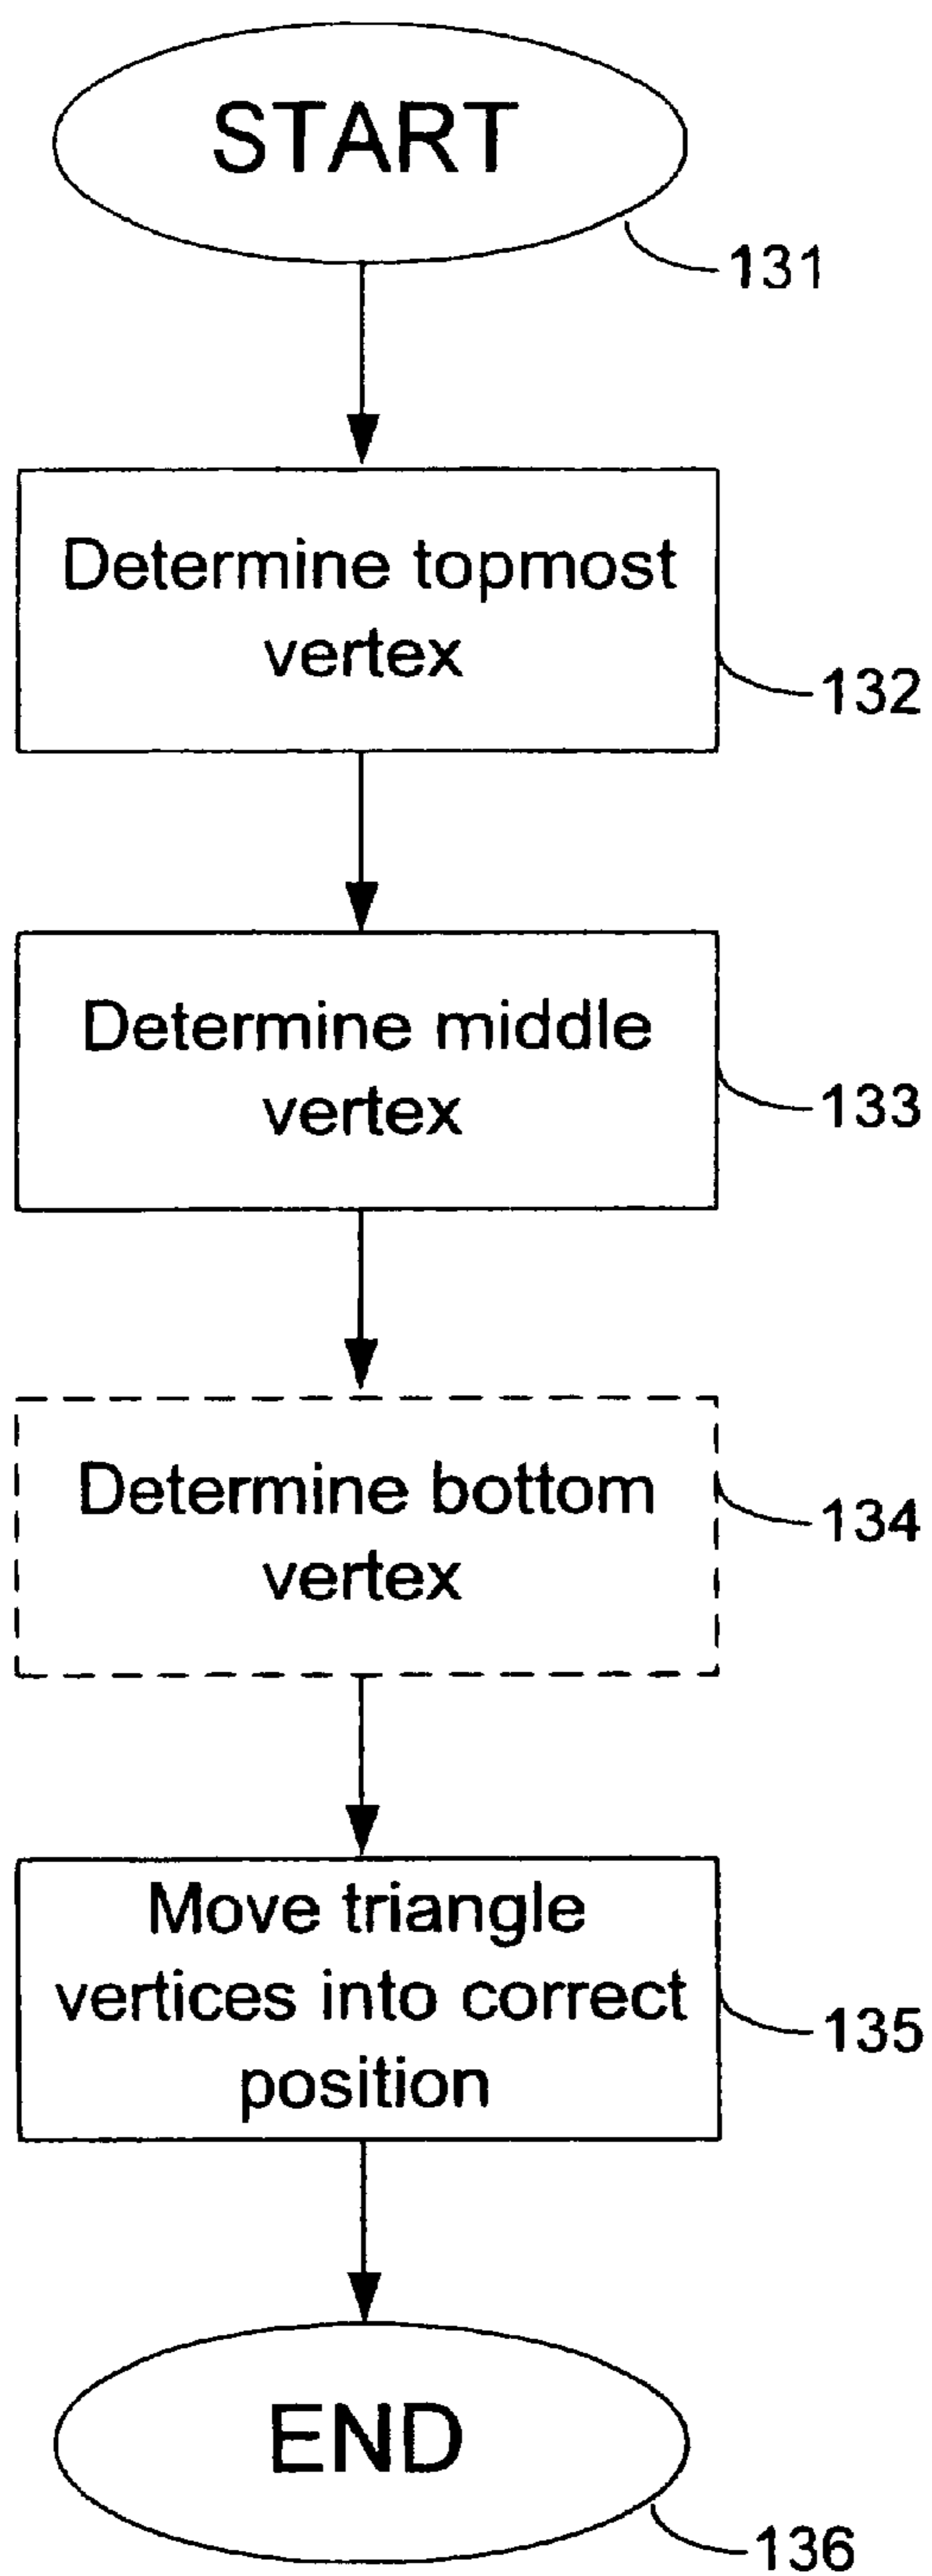 START
131
Determine topmost
vertex
132
Determine middle
vertex
133
Determine bottom
vertex
134
Move triangle
vertices into correct
position
135
END
136